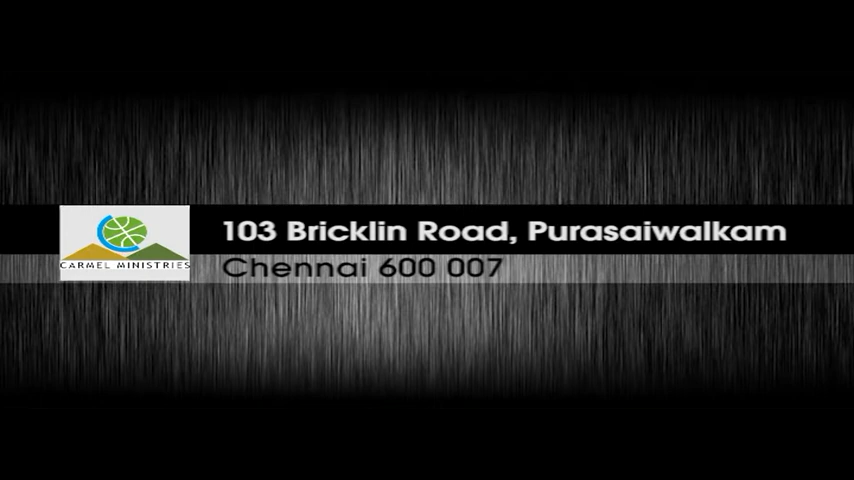 103 Bricklin Road, Purasaiwalkam
CARMEL MINISTRIES
Chennai 600 007